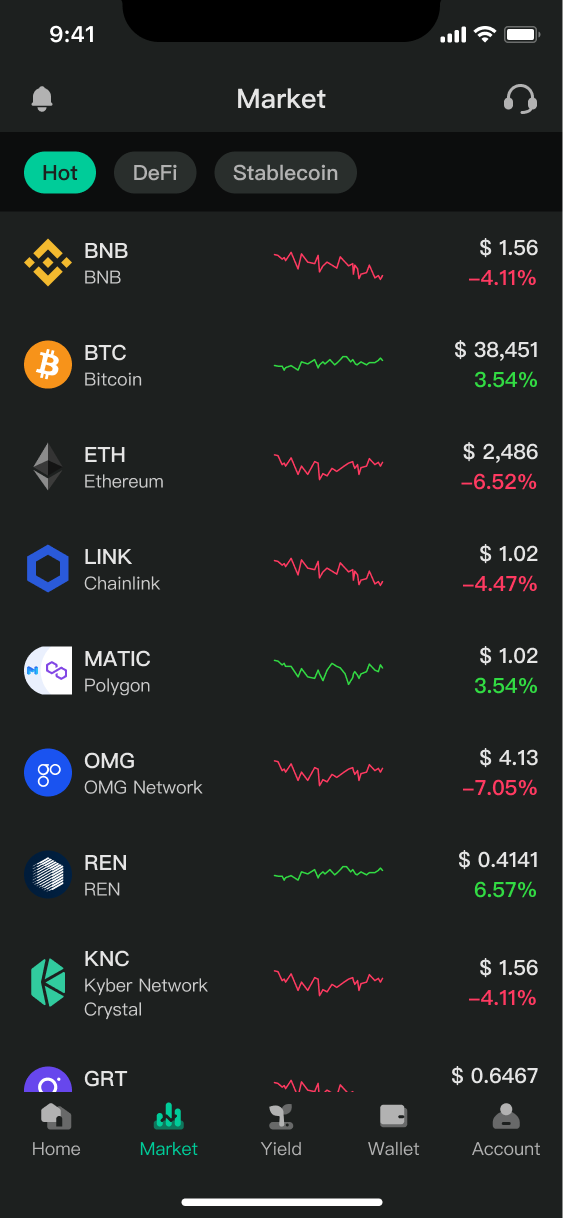 9:41
Market
Hot DeFi Stablecoin
BNB $ 1.56
BNB −4.11%
BTC $ 38,451
Bitcoin 3.54%
ETH $ 2,486
Ethereum −6.52%
LINK $ 1.02
Chainlink −4.47%
MATIC $ 1.02
Polygon 3.54%
OMG $ 4.13
OMG Network −7.05%
REN $ 0.4141
REN 6.57%
KNC $ 1.56
Kyber Network −4.11%
Crystal
GRT $ 0.6467
Home Market Yield Wallet Account